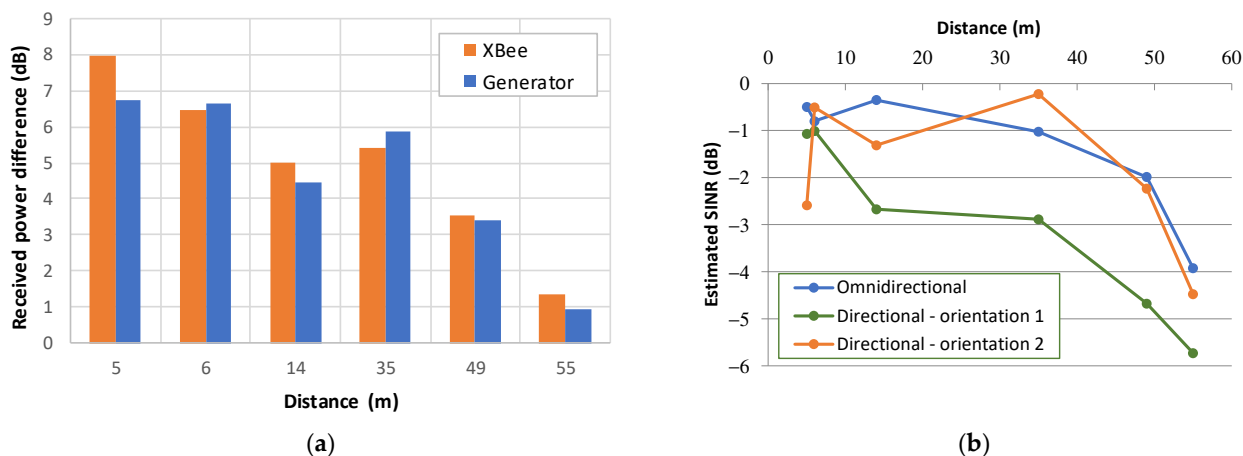 9
8
7
6
5
4
3
2
1
0
Received power difference (dB)
XBee
Generator
5 6 14 35 49 55
Distance (m)
(a)
Distance (m)
0 10 20 30 40 50 60
0
−1
−2
−3
−4
−5
−6
Estimated SINR (dB)
Omnidirectional
Directional - orientation 1
Directional - orientation 2
(b)